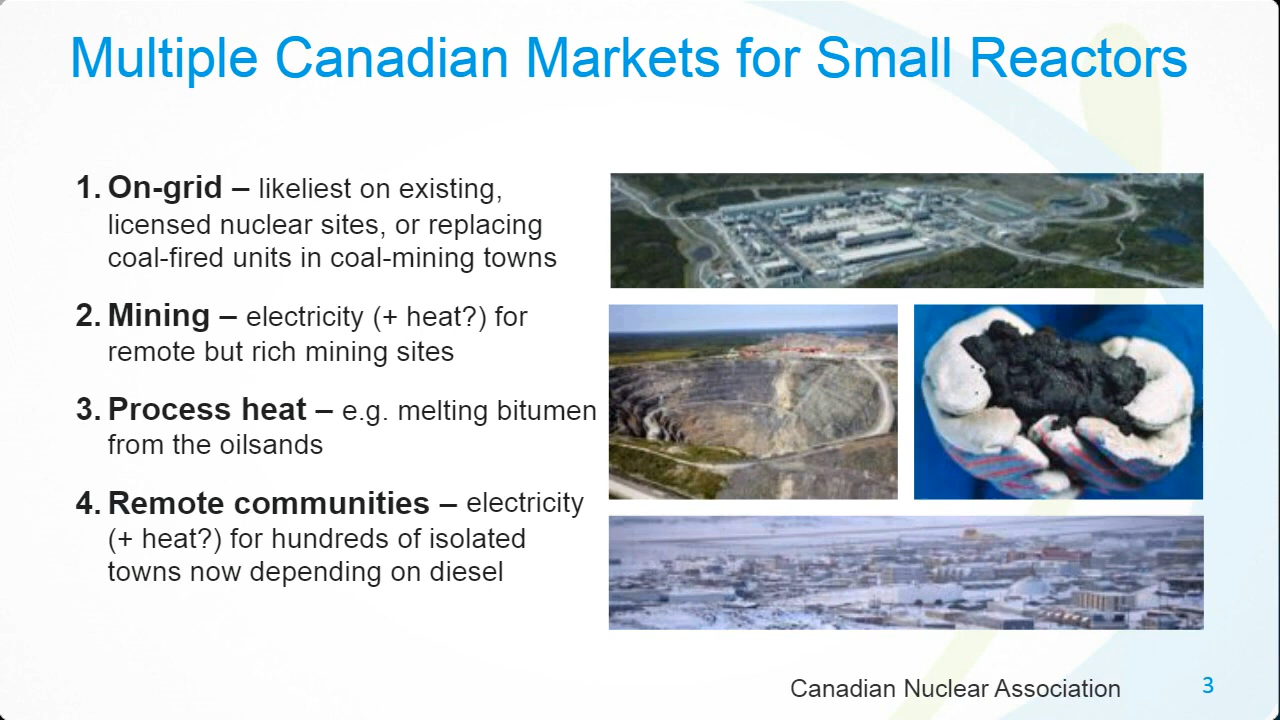 Multiple Canadian Markets for Small Reactors
1. On-grid – likeliest on existing,
licensed nuclear sites, or replacing
coal-fired units in coal-mining towns
2. Mining – electricity (+ heat?) for
remote but rich mining sites
3. Process heat – e.g. melting bitumen
from the oilsands
4. Remote communities – electricity
(+ heat?) for hundreds of isolated
towns now depending on diesel
Canadian Nuclear Association
3